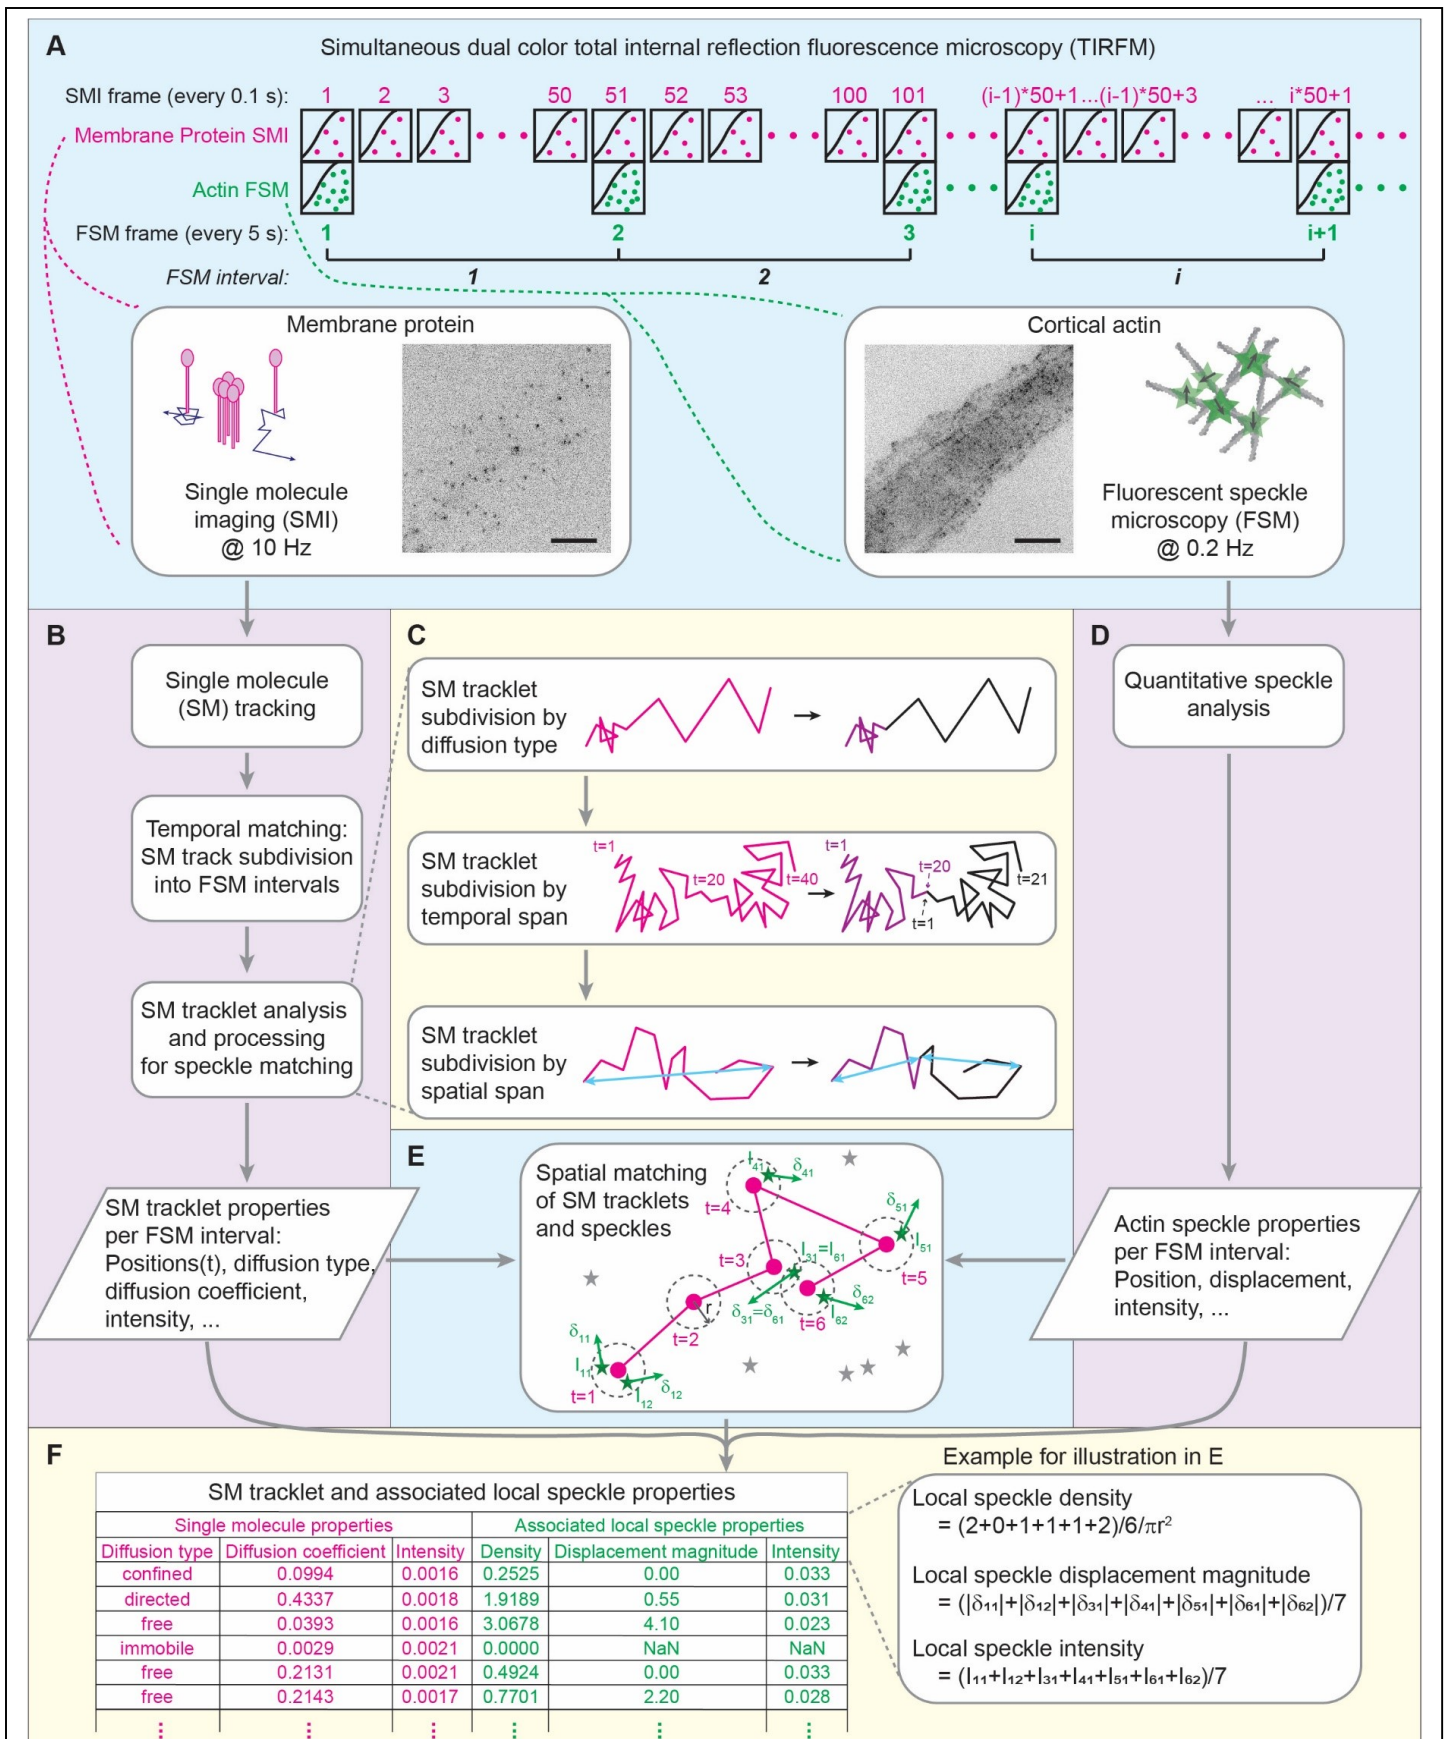 A
Simultaneous dual color total internal reflection fluorescence microscopy (TIRFM)
SMI frame (every 0.1 s): 1 2 3 50 51 52 53 100 101 (i-1)*50+1...(i-1)*50+3 ... i*50+1
Membrane Protein SMI
Actin FSM
FSM frame (every 5 s): 1 2 3 i i+1
FSM interval: 1 2 i
Membrane protein
Single molecule
imaging (SMI)
@ 10 Hz
Cortical actin
Fluorescent speckle
microscopy (FSM)
@ 0.2 Hz
B
Single molecule
(SM) tracking
Temporal matching:
SM track subdivision
into FSM intervals
SM tracklet analysis
and processing
for speckle matching
SM tracklet properties
per FSM interval:
Positions(t), diffusion type,
diffusion coefficient,
intensity, ...
C
SM tracklet
subdivision by
diffusion type
SM tracklet
subdivision by
temporal span
t=1
t=20
t=40
t=1
t=20
t=1
t=21
SM tracklet
subdivision by
spatial span
D
Quantitative speckle
analysis
Actin speckle properties
per FSM interval:
Position, displacement,
intensity, ...
E
Spatial matching
of SM tracklets
and speckles
I₄₁
δ₄₁
t=4
δ₅₁
I₅₁
t=5
t=3
I₃₁=I₆₁
δ₃₁=δ₆₁
δ₆₂
I₆₂
t=6
r
t=2
δ₁₁
I₁₁
t=1
I₁₂
δ₁₂
F
SM tracklet and associated local speckle properties
Single molecule properties Associated local speckle properties
Diffusion type Diffusion coefficient Intensity Density Displacement magnitude Intensity
confined 0.0994 0.0016 0.2525 0.00 0.033
directed 0.4337 0.0018 1.9189 0.55 0.031
free 0.0393 0.0016 3.0678 4.10 0.023
immobile 0.0029 0.0021 0.0000 NaN NaN
free 0.2131 0.0021 0.4924 0.00 0.033
free 0.2143 0.0017 0.7701 2.20 0.028
Example for illustration in E
Local speckle density
= (2+0+1+1+1+2)/6/πr²
Local speckle displacement magnitude
= (|δ₁₁|+|δ₁₂|+|δ₃₁|+|δ₄₁|+|δ₅₁|+|δ₆₁|+|δ₆₂|)/7
Local speckle intensity
= (I₁₁+I₁₂+I₃₁+I₄₁+I₅₁+I₆₁+I₆₂)/7